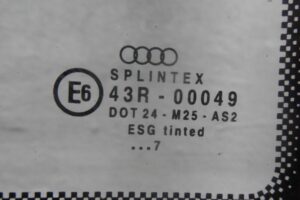 SPLINTEX
E6 43R - 00049
DOT 24 - M25 - AS2
ESG tinted
...7